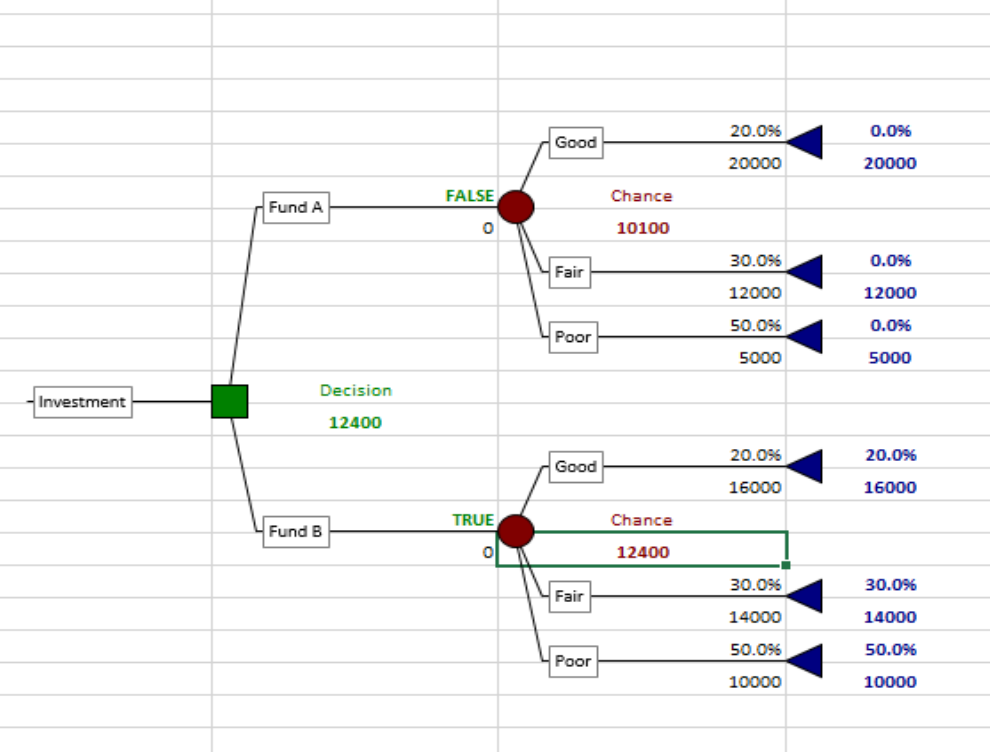 Good 20.0% 0.0%
20000 20000
Fund A FALSE Chance
0 10100
Fair 30.0% 0.0%
12000 12000
Poor 50.0% 0.0%
5000 5000
Investment Decision
12400
Good 20.0% 20.0%
16000 16000
Fund B TRUE Chance
0 12400
Fair 30.0% 30.0%
14000 14000
Poor 50.0% 50.0%
10000 10000